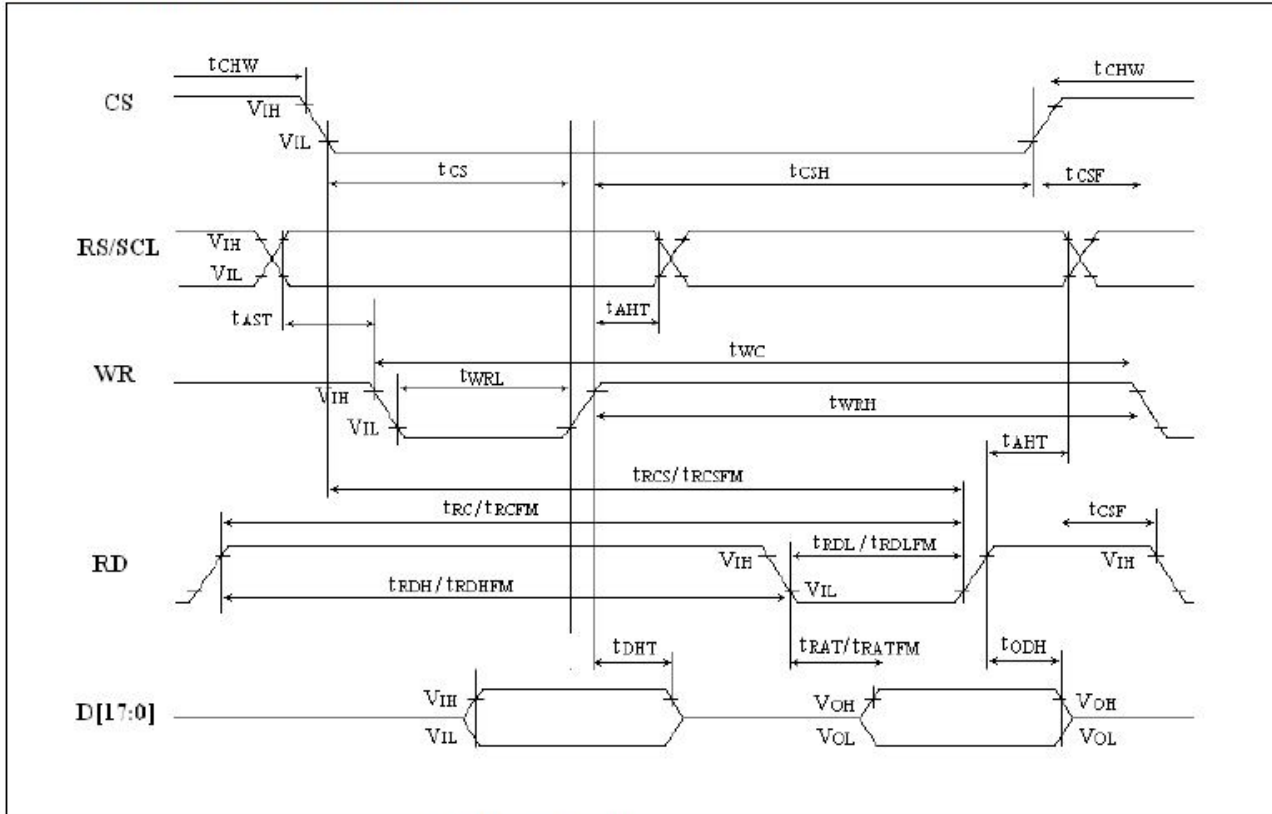 tCHW
tCHW
CS
VIH
VIL
tCS
tCSH
tCSF
RS/SCL
VIH
VIL
tAST
tAHT
tWC
WR
tWRL
VIH
tWRH
VIL
tAHT
tRCS/tRCSFM
tRC/tRCFM
tCSF
RD
VIH
tRDL/tRDLFM
VIH
tRDH/tRDHFM
VIL
tDHT
tRAT/tRATFM
tODH
D[17:0]
VIH
VOH
VOH
VIL
VOL
VOL